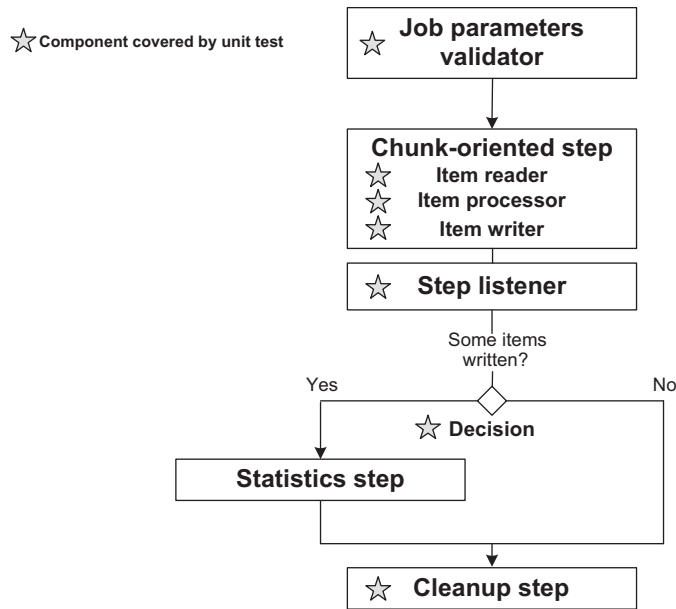 Component covered by unit test
Job parameters
validator
Chunk-oriented step
Item reader
Item processor
Item writer
Step listener
Some items
written?
Yes
No
Decision
Statistics step
Cleanup step